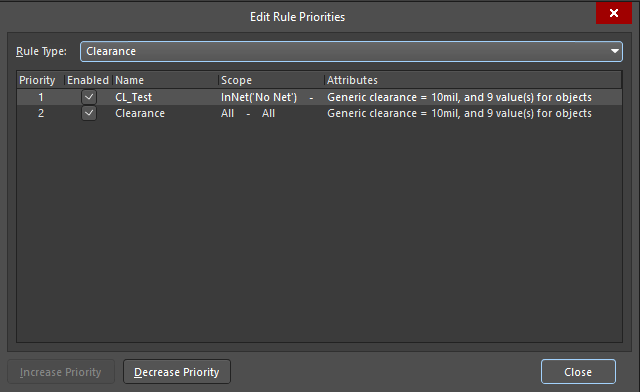 Edit Rule Priorities
Rule Type: Clearance
Priority Enabled Name Scope Attributes
1 CL_Test InNet('No Net') - Generic clearance = 10mil, and 9 value(s) for objects
2 Clearance All - All Generic clearance = 10mil, and 9 value(s) for objects
Increase Priority Decrease Priority Close